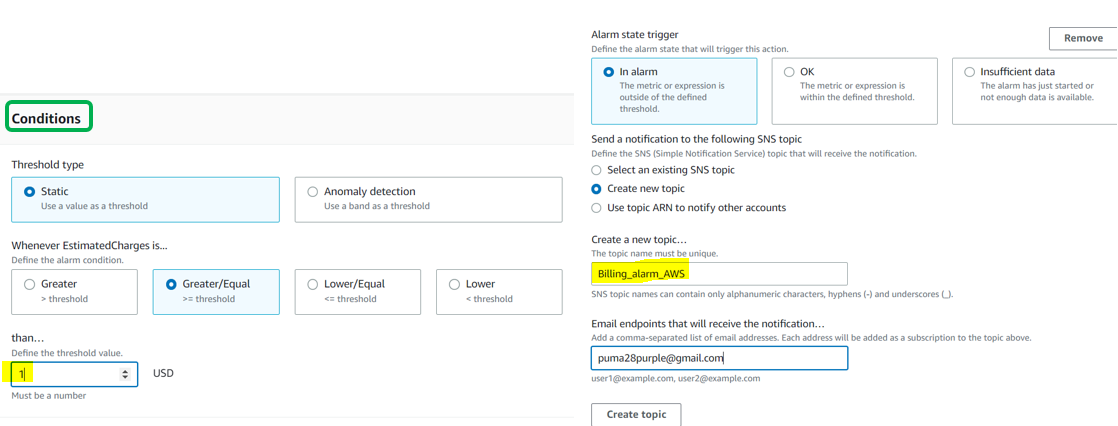 Conditions
Threshold type
Static
Use a value as a threshold
Anomaly detection
Use a band as a threshold
Whenever EstimatedCharges is...
Define the alarm condition.
Greater
> threshold
Greater/Equal
>= threshold
Lower/Equal
<= threshold
Lower
< threshold
than...
Define the threshold value.
1
USD
Must be a number
Alarm state trigger
Define the alarm state that will trigger this action.
Remove
In alarm
The metric or expression is
outside of the defined
threshold.
OK
The metric or expression is
within the defined threshold.
Insufficient data
The alarm has just started or
not enough data is available.
Send a notification to the following SNS topic
Define the SNS (Simple Notification Service) topic that will receive the notification.
Select an existing SNS topic
Create new topic
Use topic ARN to notify other accounts
Create a new topic...
The topic name must be unique.
Billing_alarm_AWS
SNS topic names can contain only alphanumeric characters, hyphens (-) and underscores (_).
Email endpoints that will receive the notification...
Add a comma-separated list of email addresses. Each address will be added as a subscription to the topic above.
puma28purple@gmail.com
user1@example.com, user2@example.com
Create topic